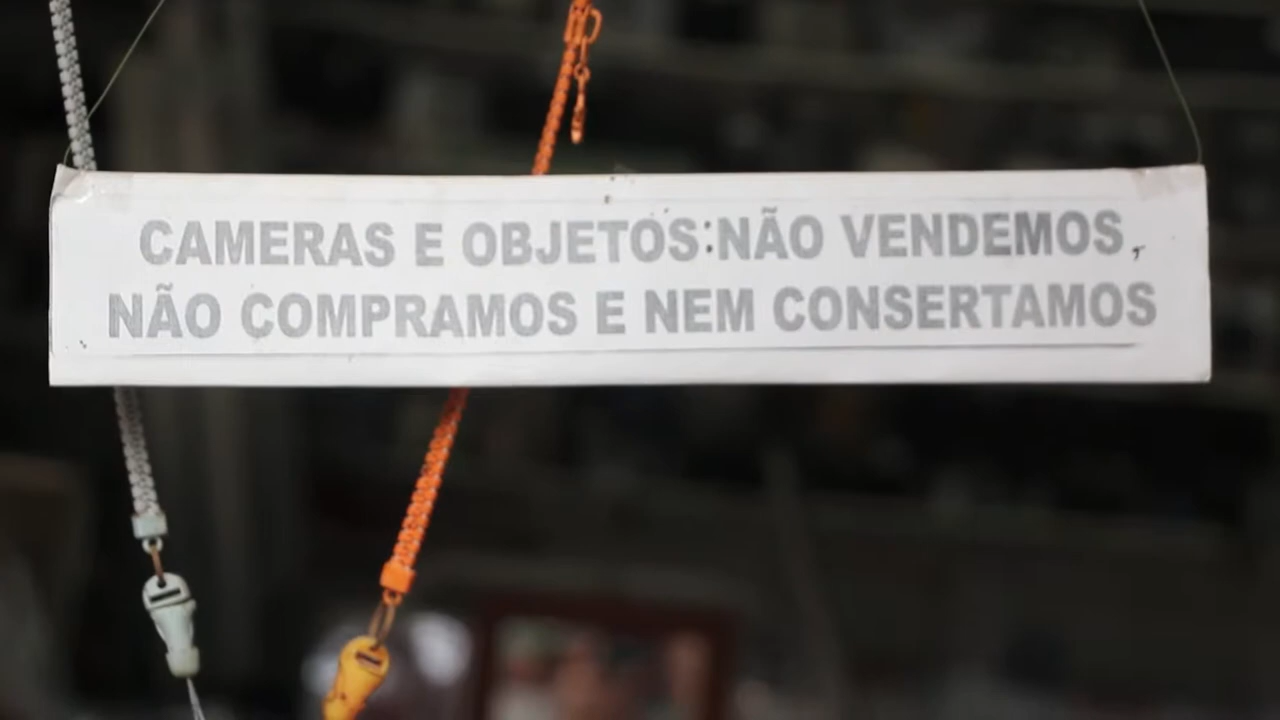 CAMERAS E OBJETOS:NÃO VENDEMOS,
NÃO COMPRAMOS E NEM CONSERTAMOS